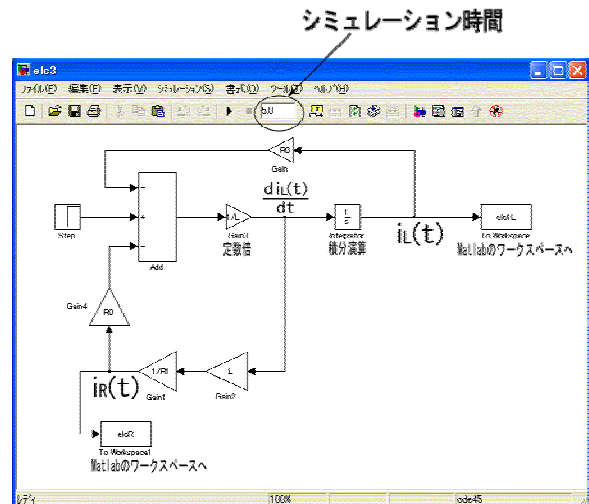 シミュレーション時間
elc3
ファイル(F) 編集(E) 表示(V) シミュレーション(S) 書式(O) ツール(T) ヘルプ(H)
5.0
R0
Gain
diL(t)
dt
Step
Add
1/L
Gain3
定数倍
1
s
Integrator
積分演算
iL(t)
To Workspace
Matlabのワークスペースへ
R0
Gain4
iR(t)
1/Rl
Gain1
L
Gain2
elcR
To Workspace1
Matlabのワークスペースへ
レディ
100%
ode45